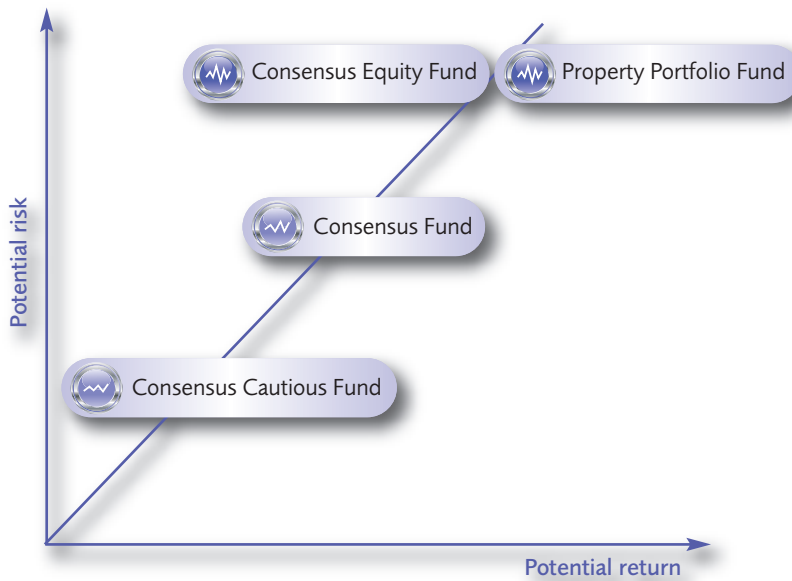 Consensus Equity Fund
Property Portfolio Fund
Consensus Fund
Potential risk
Consensus Cautious Fund
Potential return